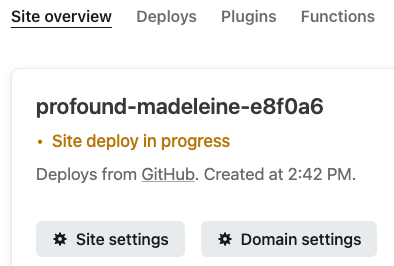 Site overview Deploys Plugins Functions
profound-madeleine-e8f0a6
• Site deploy in progress
Deploys from GitHub. Created at 2:42 PM.
Site settings Domain settings